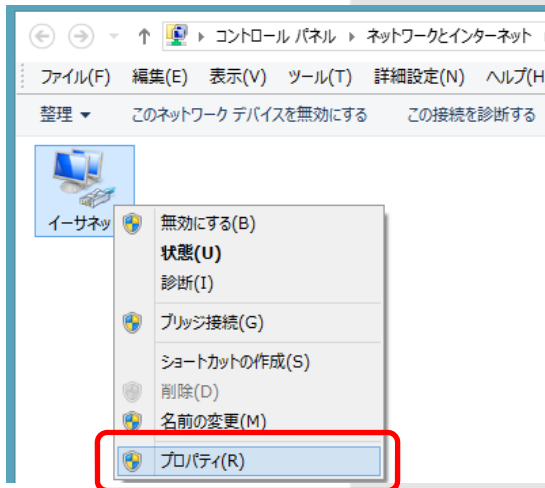 コントロール パネル ▸ ネットワークとインターネット
ファイル(F) 編集(E) 表示(V) ツール(T) 詳細設定(N) ヘルプ(H
整理 ▼ このネットワーク デバイスを無効にする この接続を診断する
イーサネッ
無効にする(B)
状態(U)
診断(I)
ブリッジ接続(G)
ショートカットの作成(S)
削除(D)
名前の変更(M)
プロパティ(R)